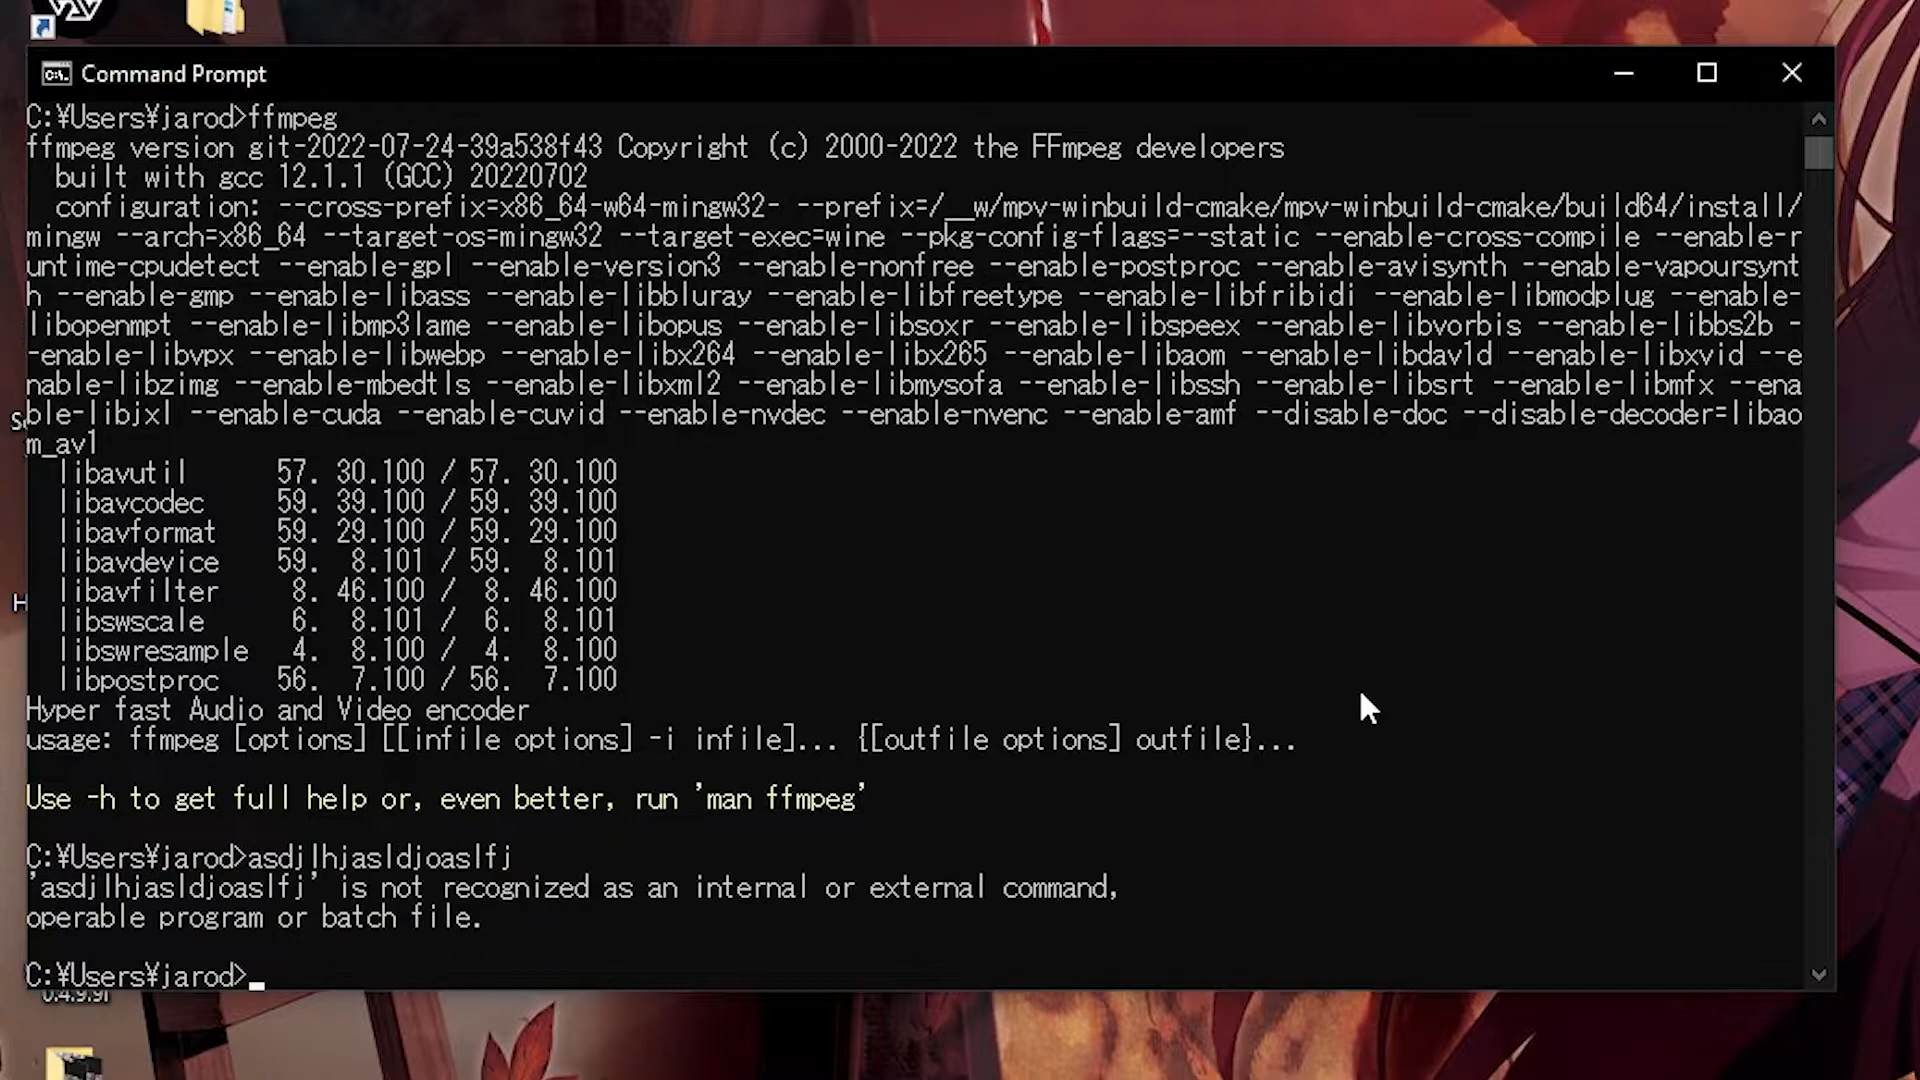 Command Prompt
C:¥Users¥jarod>ffmpeg
ffmpeg version git-2022-07-24-39a538f43 Copyright (c) 2000-2022 the FFmpeg developers
  built with gcc 12.1.1 (GCC) 20220702
  configuration: --cross-prefix=x86_64-w64-mingw32- --prefix=/__w/mpv-winbuild-cmake/mpv-winbuild-cmake/build64/install/
mingw --arch=x86_64 --target-os=mingw32 --target-exec=wine --pkg-config-flags=--static --enable-cross-compile --enable-r
untime-cpudetect --enable-gpl --enable-version3 --enable-nonfree --enable-postproc --enable-avisynth --enable-vapoursynt
h --enable-gmp --enable-libass --enable-libbluray --enable-libfreetype --enable-libfribidi --enable-libmodplug --enable-
libopenmpt --enable-libmp3lame --enable-libopus --enable-libsoxr --enable-libspeex --enable-libvorbis --enable-libbs2b -
-enable-libvpx --enable-libwebp --enable-libx264 --enable-libx265 --enable-libaom --enable-libdav1d --enable-libxvid --e
nable-libzimg --enable-mbedtls --enable-libxml2 --enable-libmysofa --enable-libssh --enable-libsrt --enable-libmfx --ena
ble-libjxl --enable-cuda --enable-cuvid --enable-nvdec --enable-nvenc --enable-amf --disable-doc --disable-decoder=libao
m_av1
  libavutil      57. 30.100 / 57. 30.100
  libavcodec     59. 39.100 / 59. 39.100
  libavformat    59. 29.100 / 59. 29.100
  libavdevice    59.  8.101 / 59.  8.101
  libavfilter     8. 46.100 /  8. 46.100
  libswscale      6.  8.101 /  6.  8.101
  libswresample   4.  8.100 /  4.  8.100
  libpostproc    56.  7.100 / 56.  7.100
Hyper fast Audio and Video encoder
usage: ffmpeg [options] [[infile options] -i infile]... {[outfile options] outfile}...
Use -h to get full help or, even better, run 'man ffmpeg'
C:¥Users¥jarod>asdjlhjasldjoaslfj
'asdjlhjasldjoaslfj' is not recognized as an internal or external command,
operable program or batch file.
C:¥Users¥jarod>